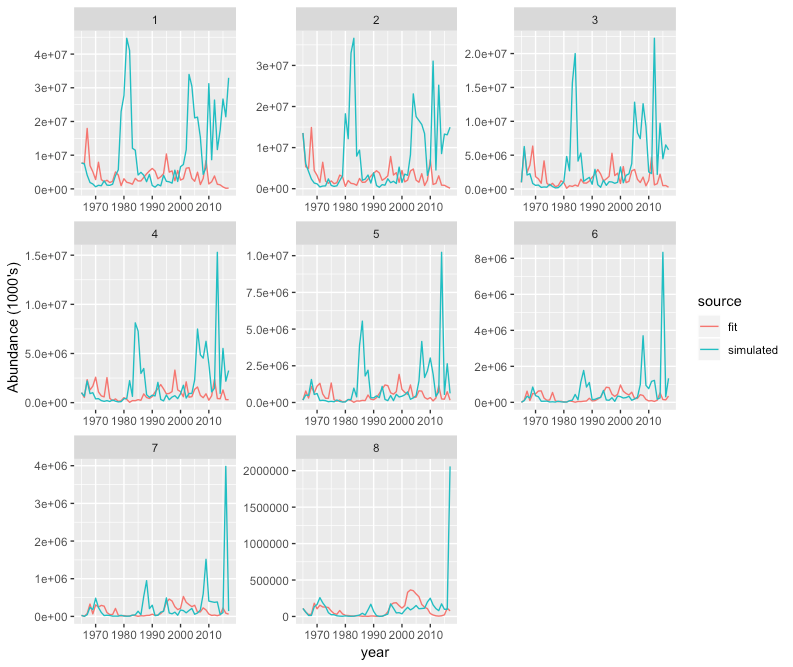 1 2 3
4e+07 3e+07 2.0e+07
3e+07 2e+07 1.5e+07
2e+07 1.0e+07
1e+07 1e+07 5.0e+06
0e+00 0e+00 0.0e+00
1970 1980 1990 2000 2010 1970 1980 1990 2000 2010 1970 1980 1990 2000 2010
4 5 6
1.5e+07 1.0e+07 8e+06
1.0e+07 7.5e+06 6e+06
5.0e+06 5.0e+06 4e+06
2.5e+06 2e+06
0.0e+00 0.0e+00 0e+00
1970 1980 1990 2000 2010 1970 1980 1990 2000 2010 1970 1980 1990 2000 2010
7 8
4e+06 2000000
3e+06 1500000
2e+06 1000000
1e+06 500000
0e+00 0
1970 1980 1990 2000 2010 1970 1980 1990 2000 2010
year
Abundance (1000's)
source
fit
simulated